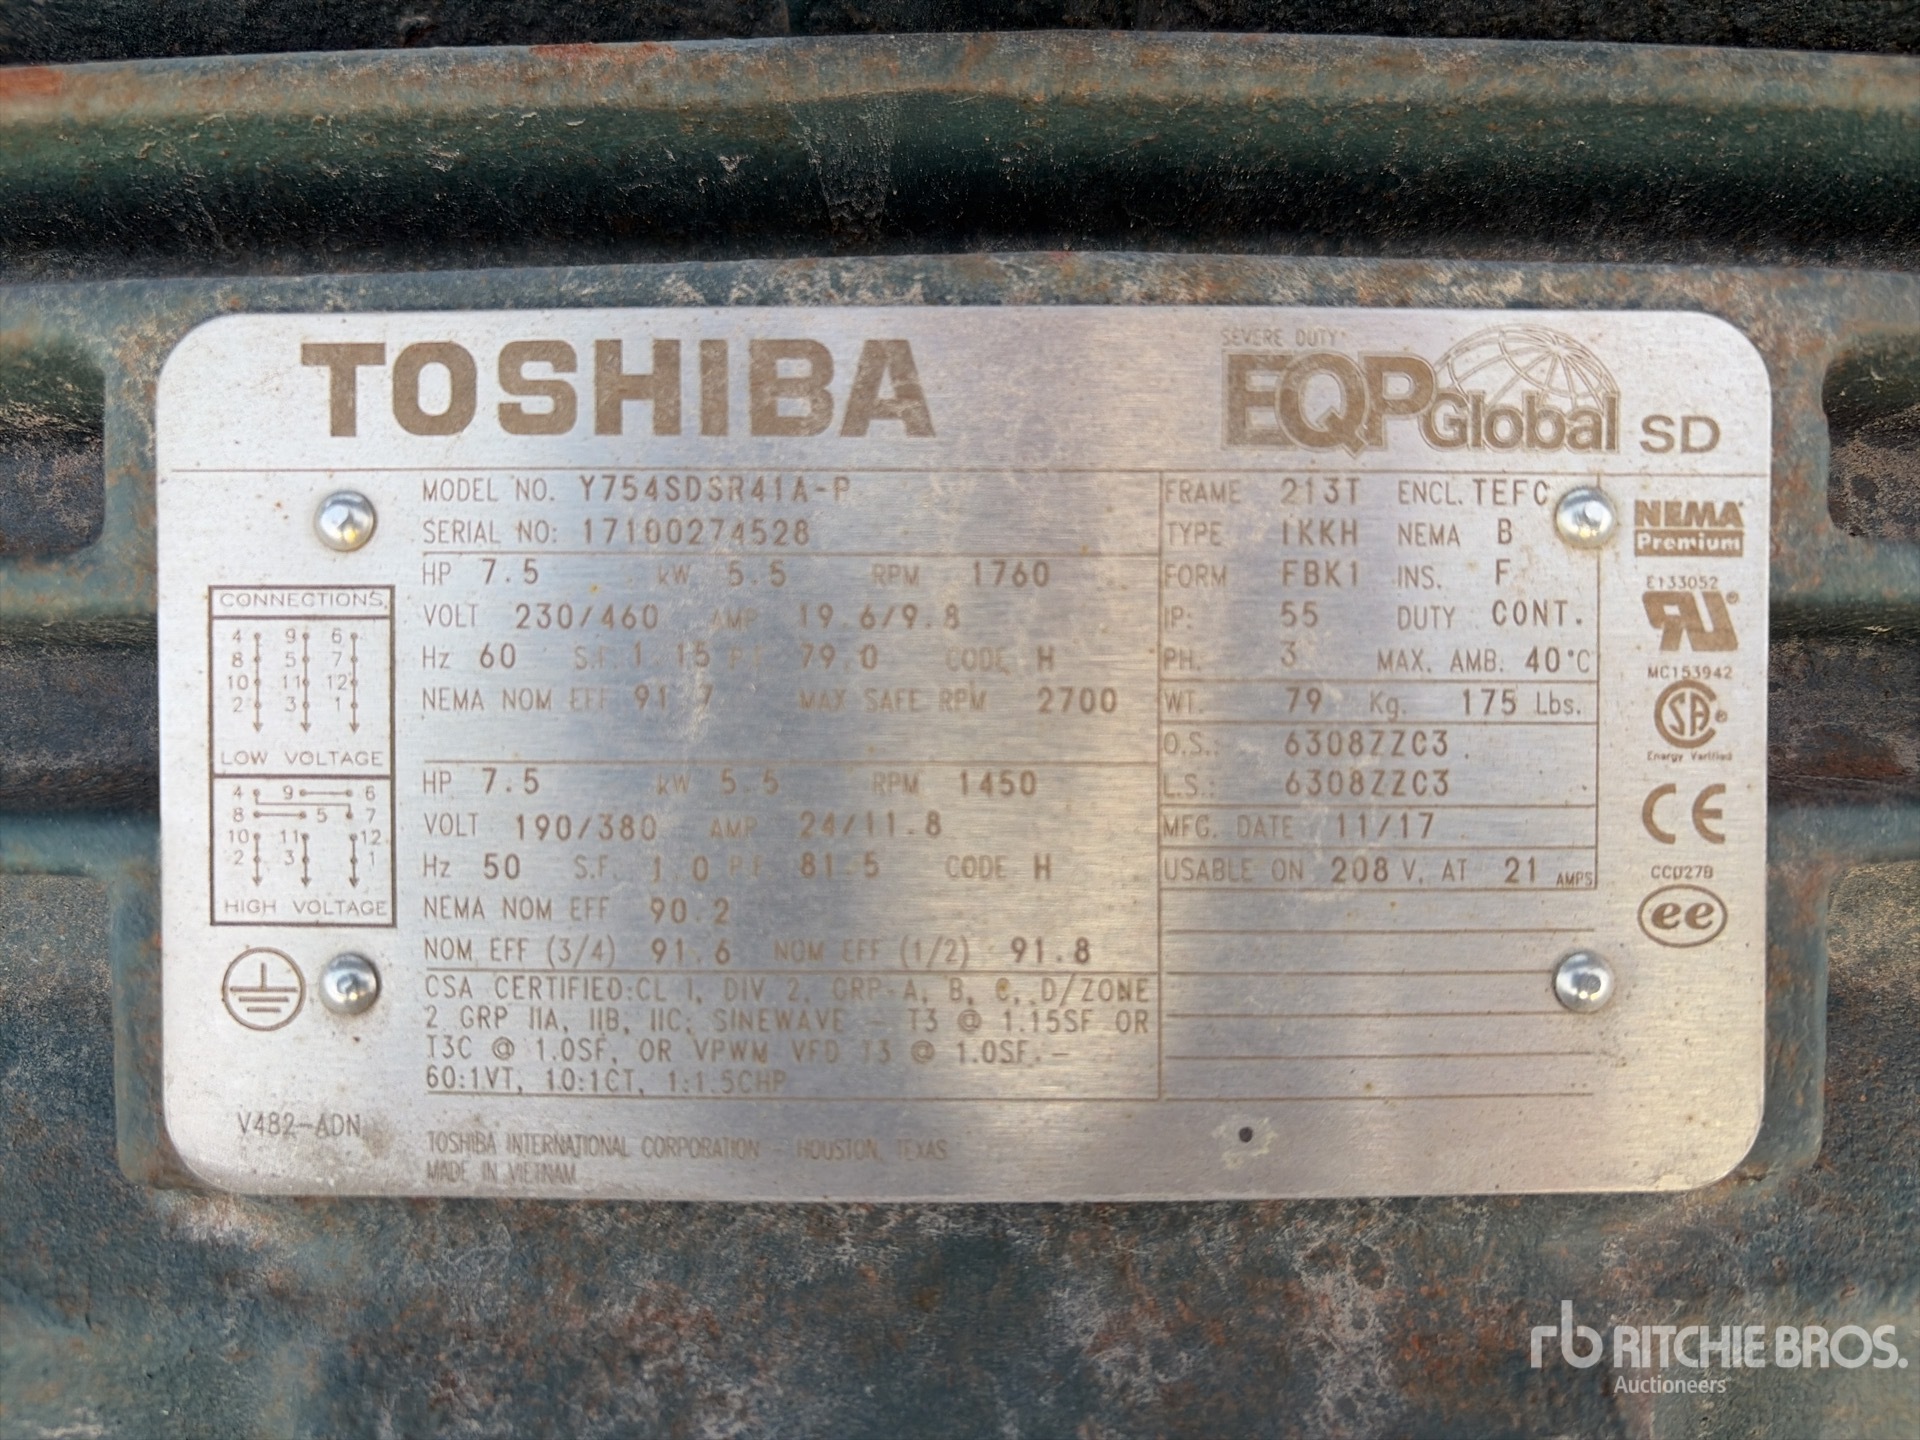 TOSHIBA
SEVERE DUTY
EQP Global SD
MODEL NO. Y754SDSR41A-P
SERIAL NO: 17100274528
HP 7.5 kW 5.5 RPM 1760
VOLT 230/460 AMP 19.6/9.8
Hz 60 S.F. 1.15 P.F. 79.0 CODE H
NEMA NOM EFF 91.7 MAX SAFE RPM 2700
HP 7.5 kW 5.5 RPM 1450
VOLT 190/380 AMP 24/11.8
Hz 50 S.F. 1.0 P.F. 81.5 CODE H
NEMA NOM EFF 90.2
NOM EFF (3/4) 91.6 NOM EFF (1/2) 91.8
CSA CERTIFIED:CL I, DIV 2, GRP-A, B, C, D/ZONE
2 GRP IIA, IIB, IIC; SINEWAVE - T3 @ 1.15SF OR
T3C @ 1.0SF, OR VPWM VFD T3 @ 1.0SF.-
60:1VT, 10:1CT, 1:1.5CHP
FRAME 213T ENCL. TEFC
TYPE IKKH NEMA B
FORM FBK1 INS. F
IP: 55 DUTY CONT.
PH. 3 MAX. AMB. 40°C
WT. 79 Kg. 175 Lbs.
O.S.: 6308ZZC3
L.S.: 6308ZZC3
MFG. DATE 11/17
USABLE ON 208 V. AT 21 AMPS
CONNECTIONS
4 9 6
8 5 7
10 11 12
2 3 1
LOW VOLTAGE
4 9 6
8 5 7
10 11 12
2 3 1
HIGH VOLTAGE
NEMA
Premium
E133052
RU
MC153942
SA
Energy Verified
CE
CC027B
ee
V482-ADN
TOSHIBA INTERNATIONAL CORPORATION - HOUSTON, TEXAS
MADE IN VIETNAM
rb RITCHIE BROS.
Auctioneers